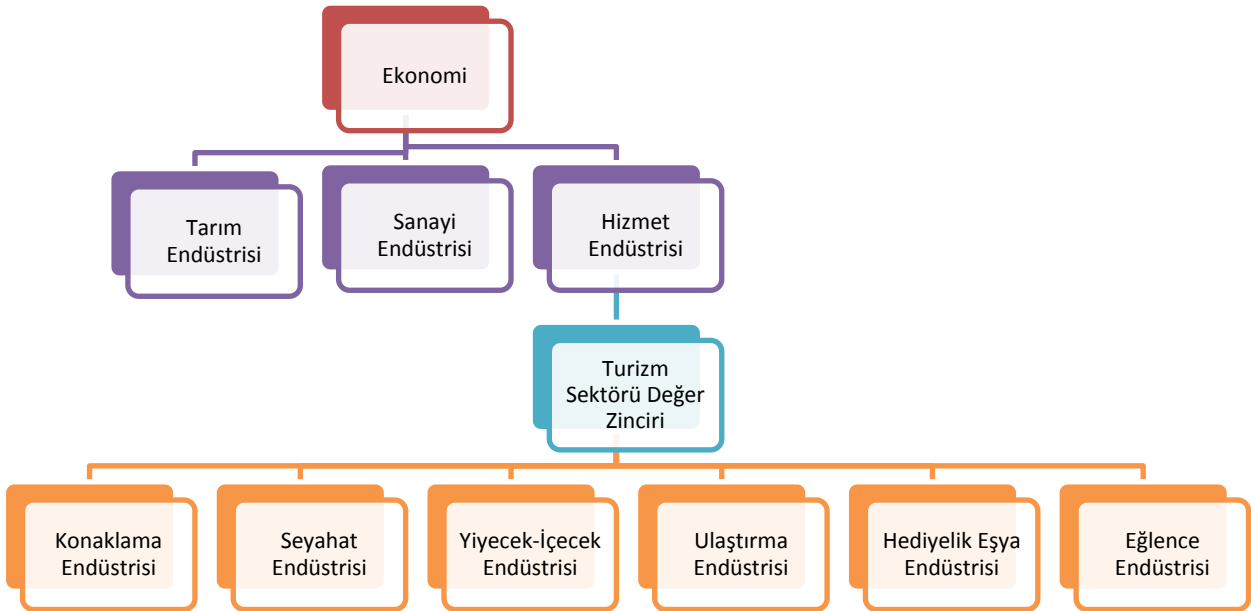 Ekonomi
Tarım
Endüstrisi
Sanayi
Endüstrisi
Hizmet
Endüstrisi
Turizm
Sektörü Değer
Zinciri
Konaklama
Endüstrisi
Seyahat
Endüstrisi
Yiyecek-İçecek
Endüstrisi
Ulaştırma
Endüstrisi
Hediyelik Eşya
Endüstrisi
Eğlence
Endüstrisi